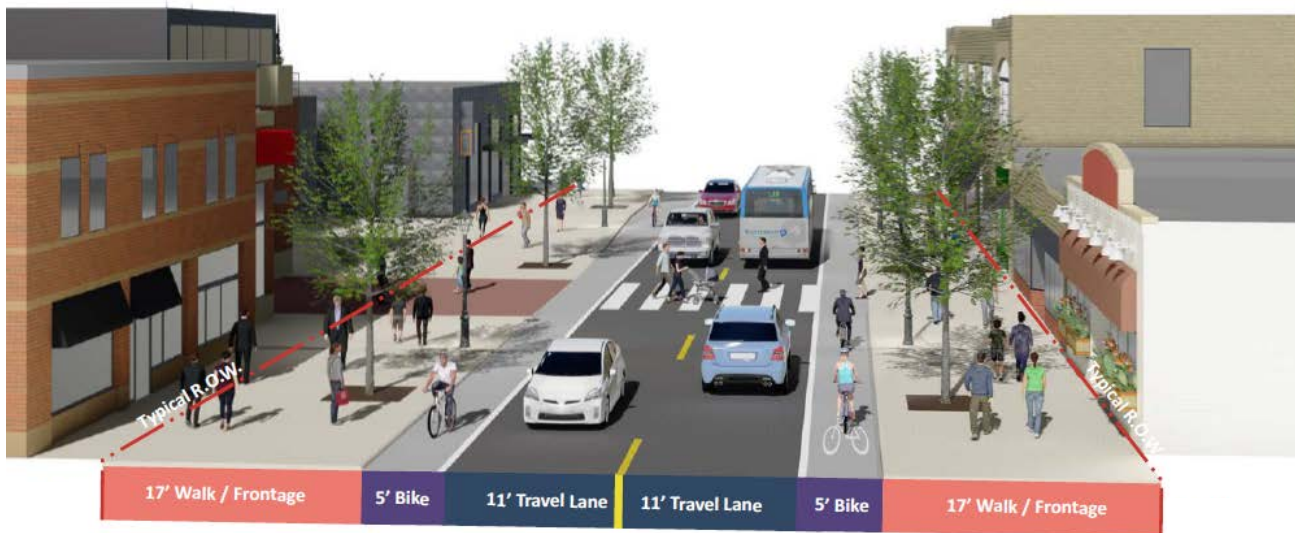 Typical R.O.W.
Typical R.O.W
17' Walk / Frontage
5' Bike
11' Travel Lane
11' Travel Lane
5' Bike
17' Walk / Frontage